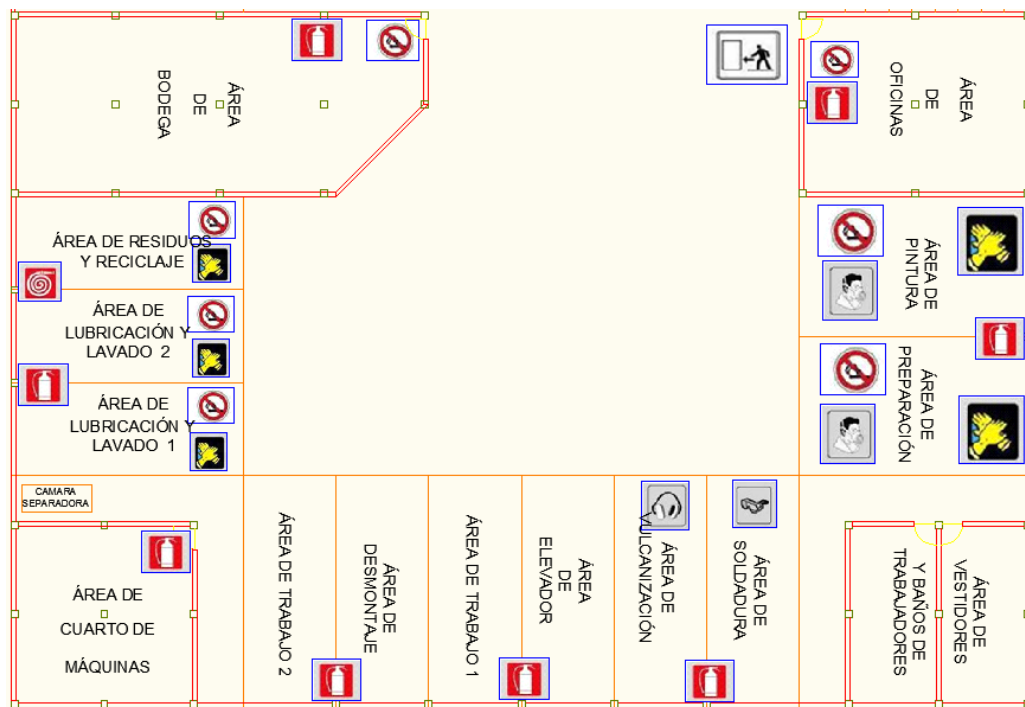 ÁREA
DE
BODEGA
ÁREA
DE
OFICINAS
ÁREA DE RESIDUOS
Y RECICLAJE
ÁREA DE
LUBRICACIÓN Y
LAVADO 2
ÁREA DE
LUBRICACIÓN Y
LAVADO 1
ÁREA DE
PINTURA
ÁREA DE
PREPARACIÓN
CAMARA
SEPARADORA
ÁREA DE
CUARTO DE
MÁQUINAS
ÁREA DE TRABAJO 2
ÁREA DE
DESMONTAJE
ÁREA DE TRABAJO 1
ÁREA
DE
ELEVADOR
ÁREA DE
VULCANIZACIÓN
ÁREA DE
SOLDADURA
Y BAÑOS DE
TRABAJADORES
ÁREA DE
VESTIDORES